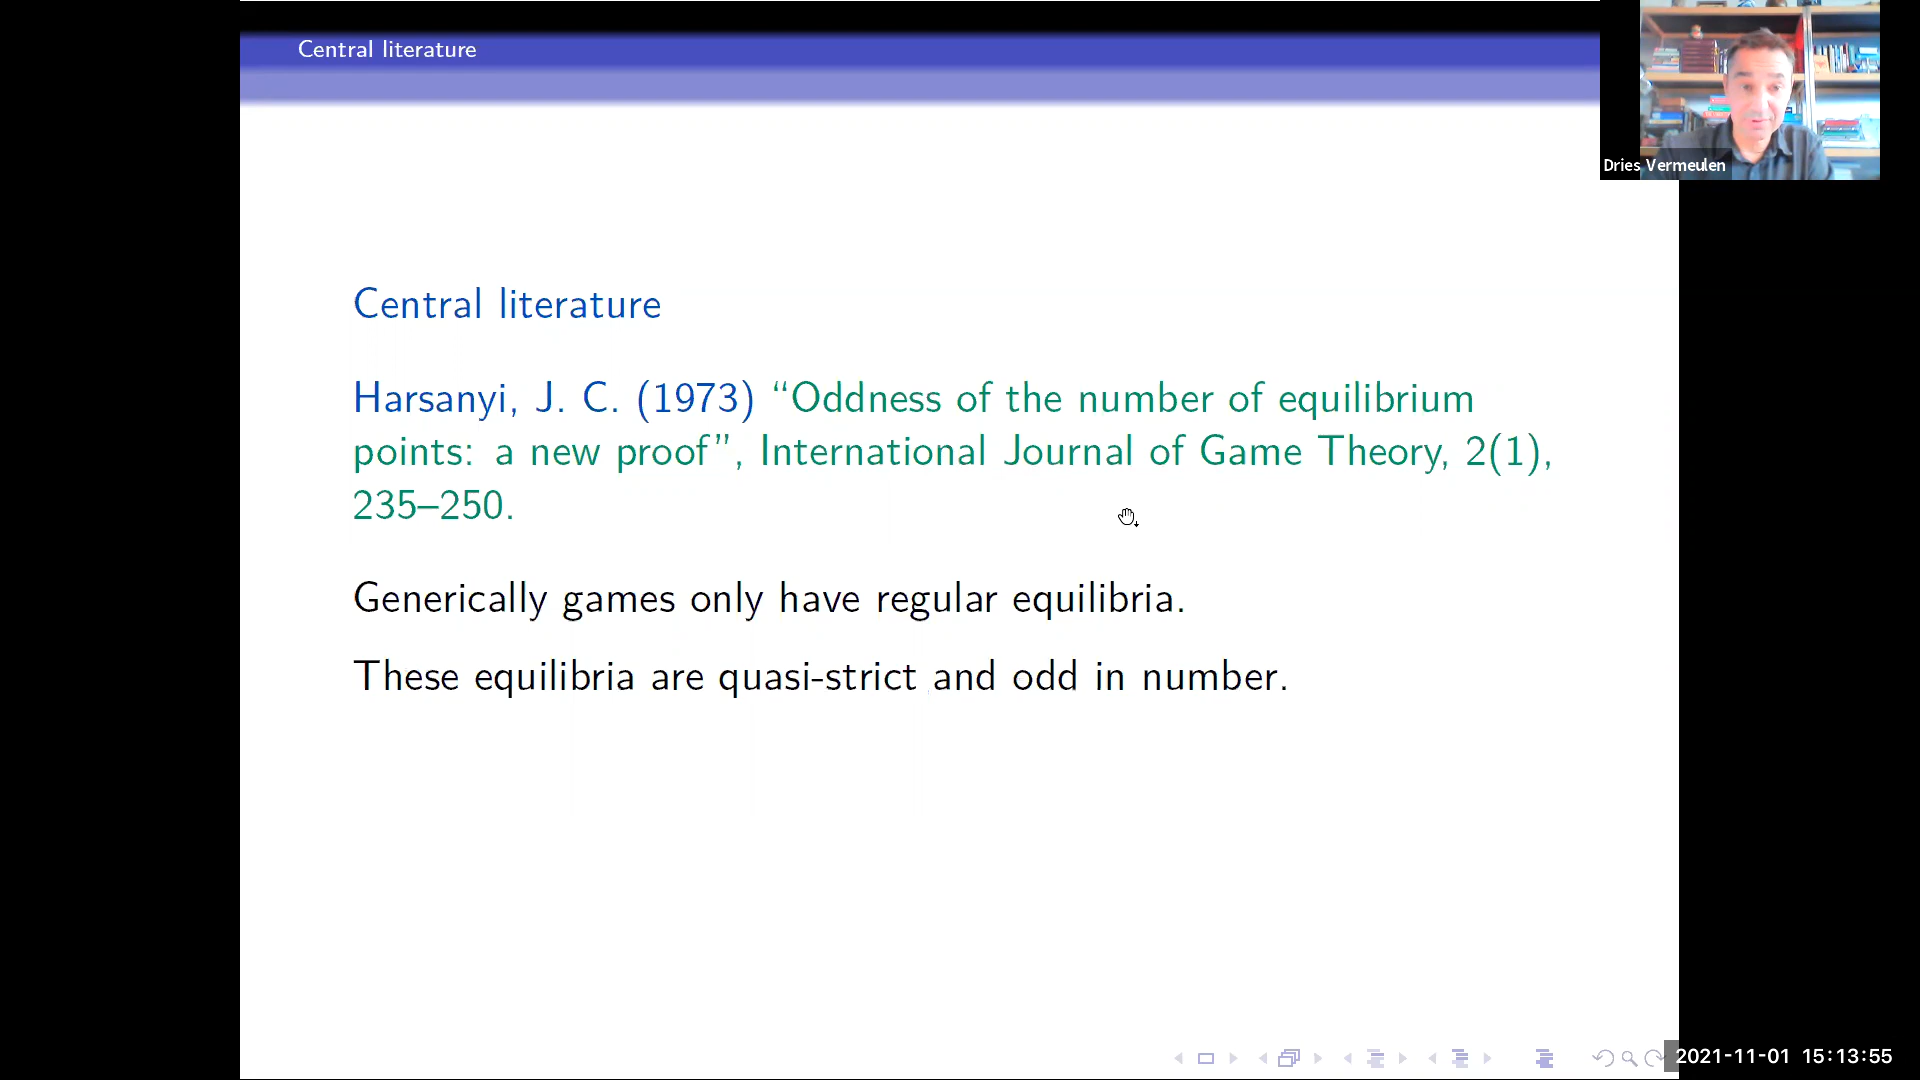 Central literature
Dries Vermeulen
Central literature
Harsanyi, J. C. (1973) “Oddness of the number of equilibrium
points: a new proof”, International Journal of Game Theory, 2(1),
235–250.
Generically games only have regular equilibria.
These equilibria are quasi-strict and odd in number.
2021-11-01 15:13:55